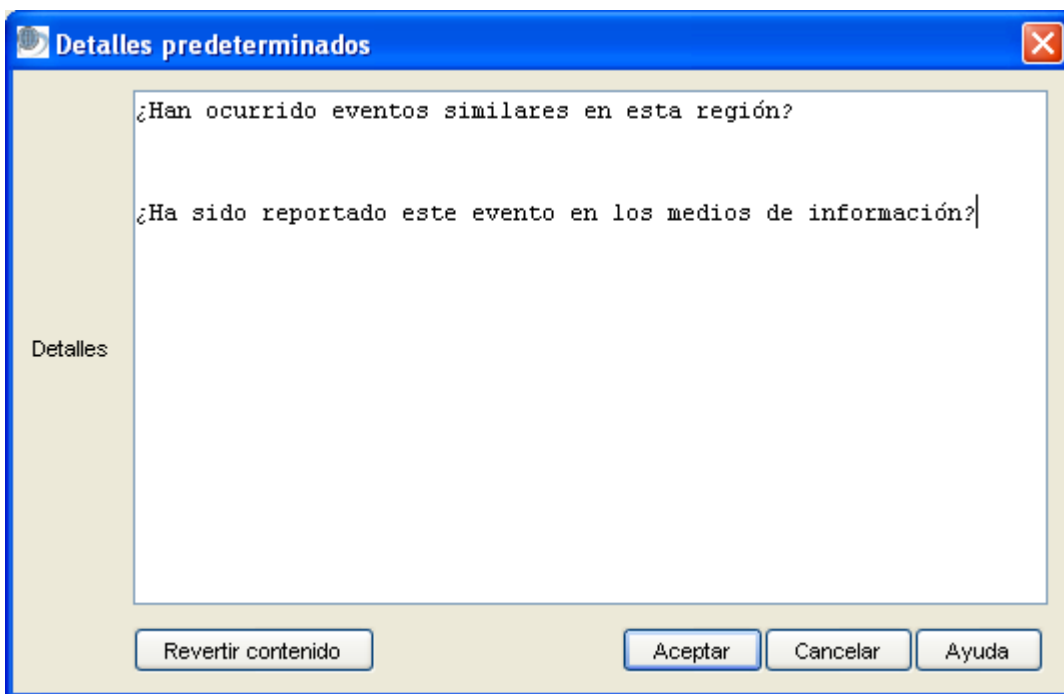 Detalles predeterminados
¿Han ocurrido eventos similares en esta región?
¿Ha sido reportado este evento en los medios de información?
Detalles
Revertir contenido Aceptar Cancelar Ayuda